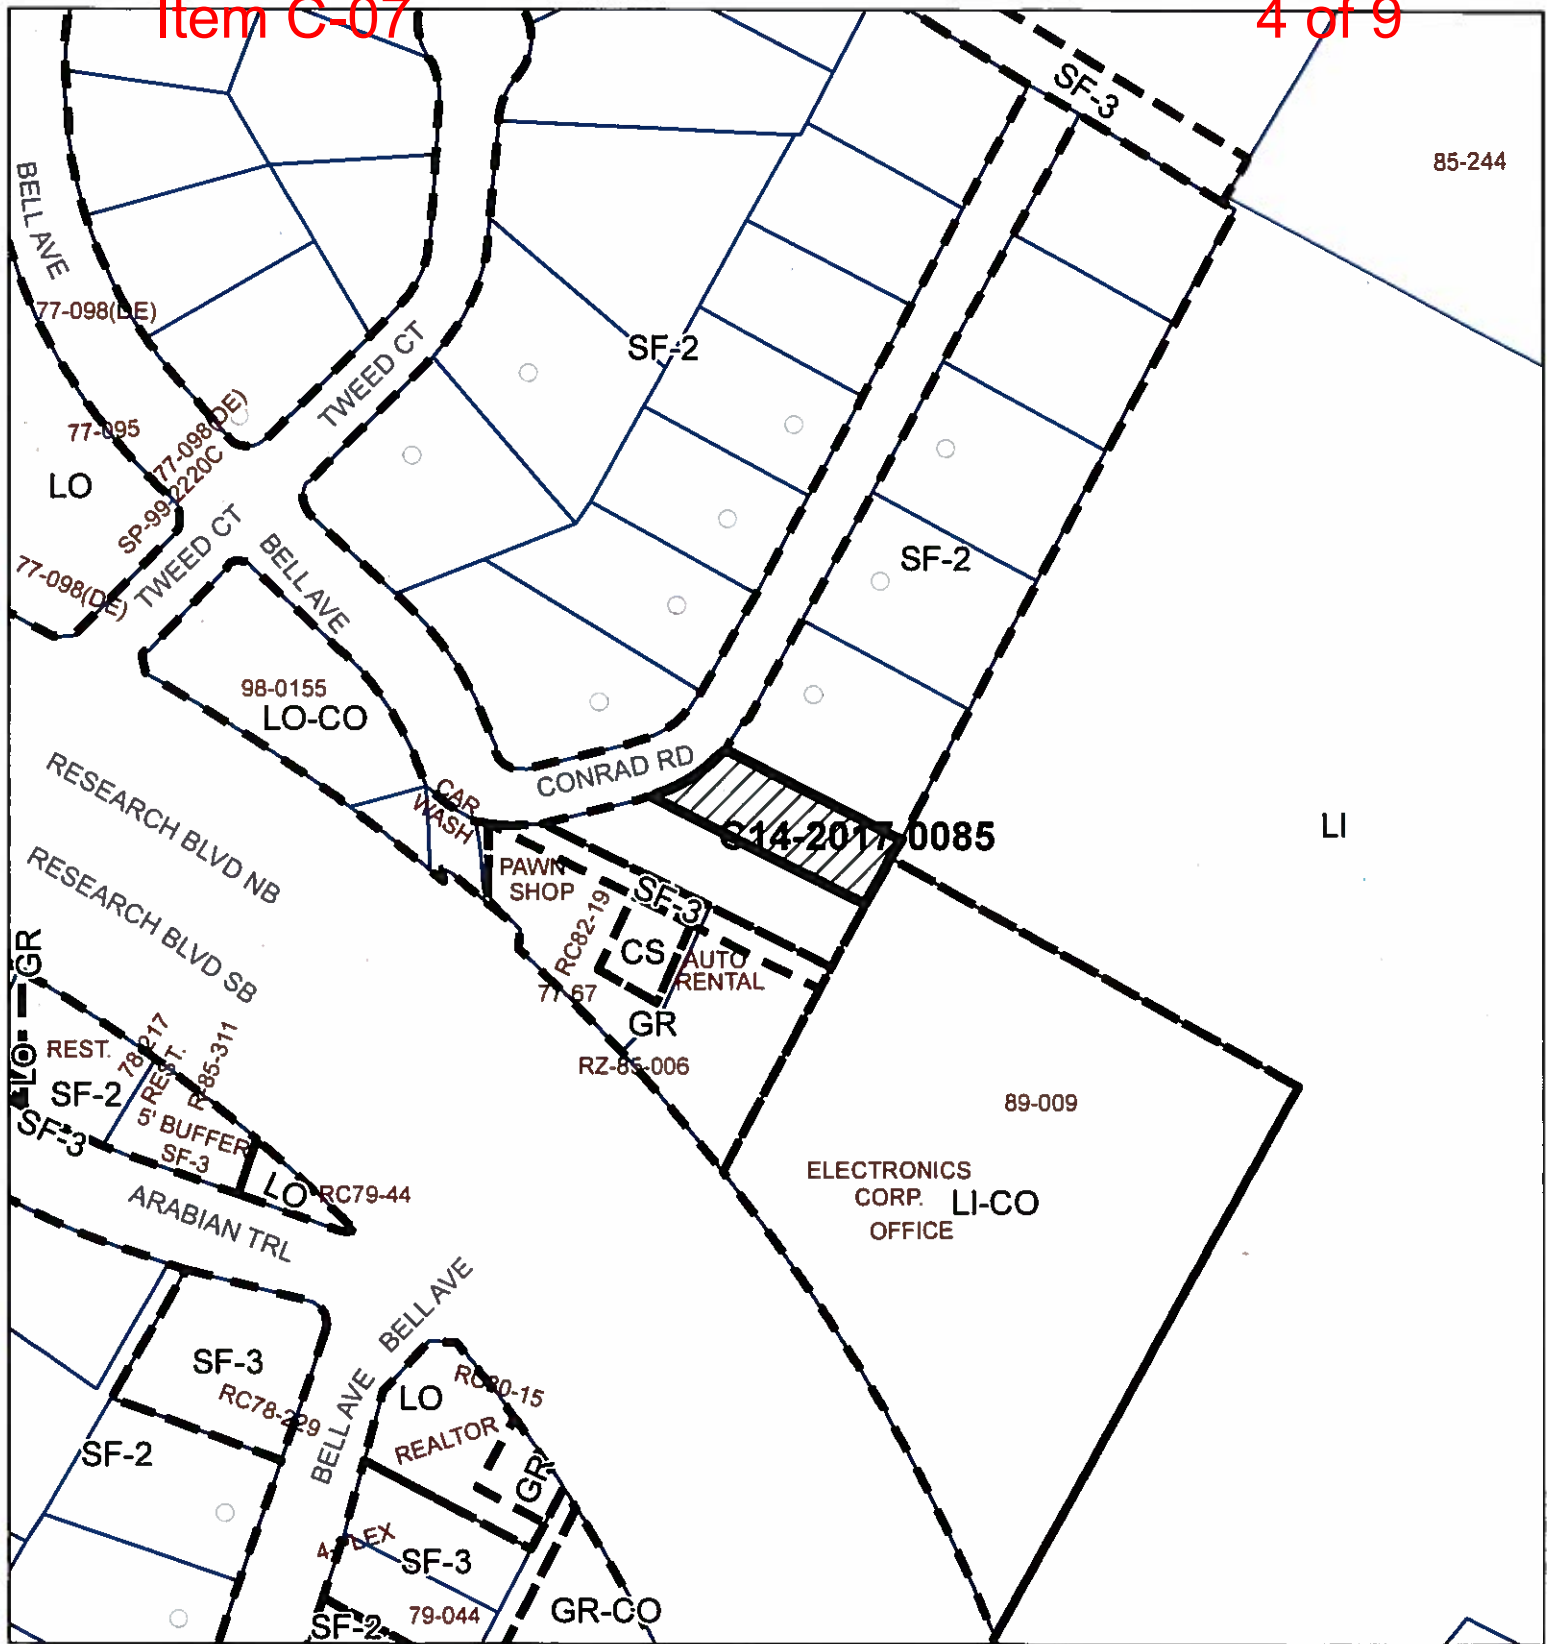 Item C-07
4 of 9
SF-3
85-244
BELL AVE
77-098(DE)
TWEED CT
SF-2
77-095
77-098(DE)
SP-99-2220C
LO
TWEED CT
BELL AVE
77-098(DE)
SF-2
98-0155
LO-CO
CONRAD RD
RESEARCH BLVD NB
CAR
WASH
C14-2017-0085
LI
RESEARCH BLVD SB
PAWN
SHOP
SF-3
RC82-19
CS
AUTO
RENTAL
GR
77-67
GR
RZ-85-006
LO
REST.
78-217
REST.
R-85-311
SF-2
SF-3
5' BUFFER
SF-3
LO
RC79-44
89-009
ELECTRONICS
CORP.
OFFICE
LI-CO
ARABIAN TRL
BELL AVE
SF-3
RC78-229
BELL AVE
LO
RC80-15
REALTOR
GR
SF-2
4-PLEX
SF-3
79-044
SF-2
GR-CO